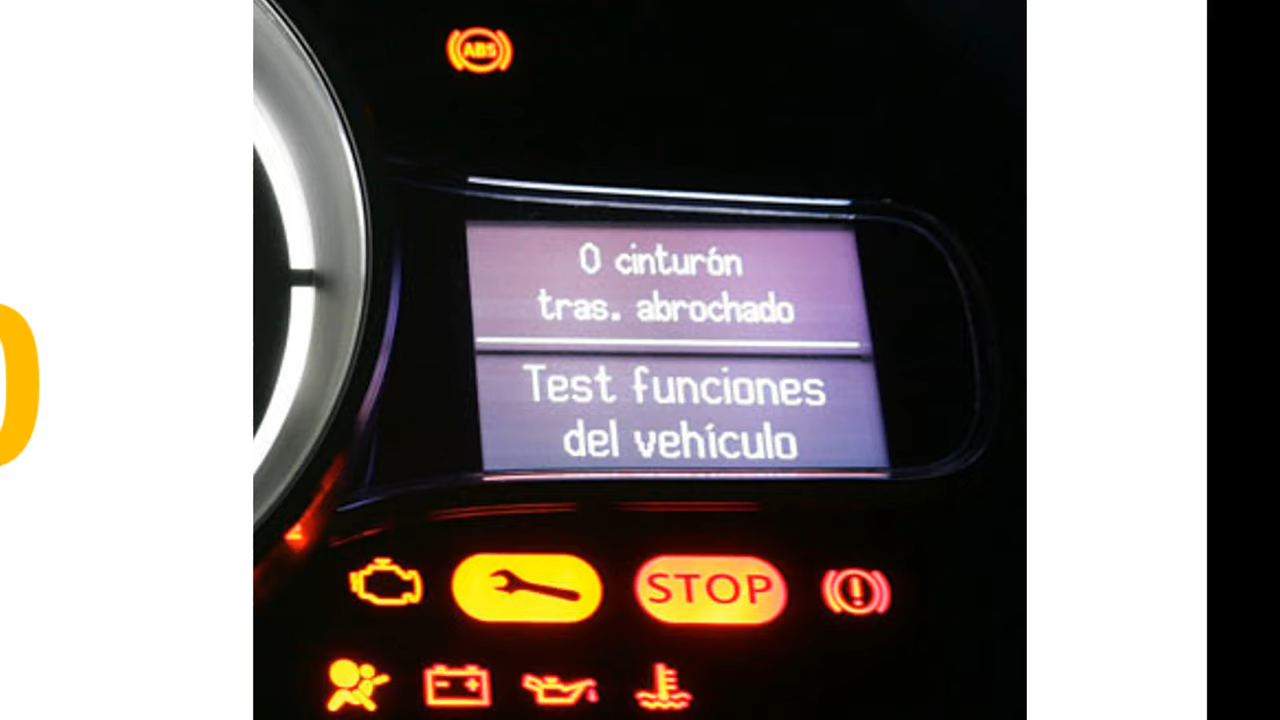 ABS
0 cinturón
tras. abrochado
Test funciones
del vehículo
STOP